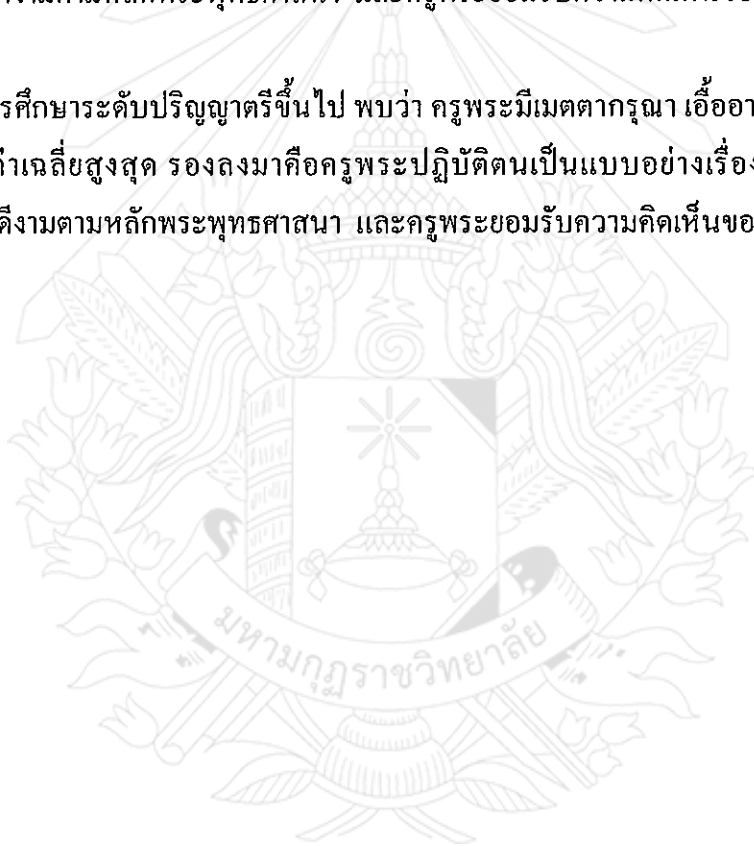 รศึกษาระดับปริญญาตรีขึ้นไป พบว่า ครูพระมีเมตตากรุณา
าเฉลี่ยสูงสุด รองลงมาคือครูพระปฏิบัติตนเป็นแบบอย่างเรื่อง
ดีงามตามหลักพระพุทธศาสนา และครูพระยอมรับความคิดเห็นขอ
มหามกุฏราชวิทยาลัย